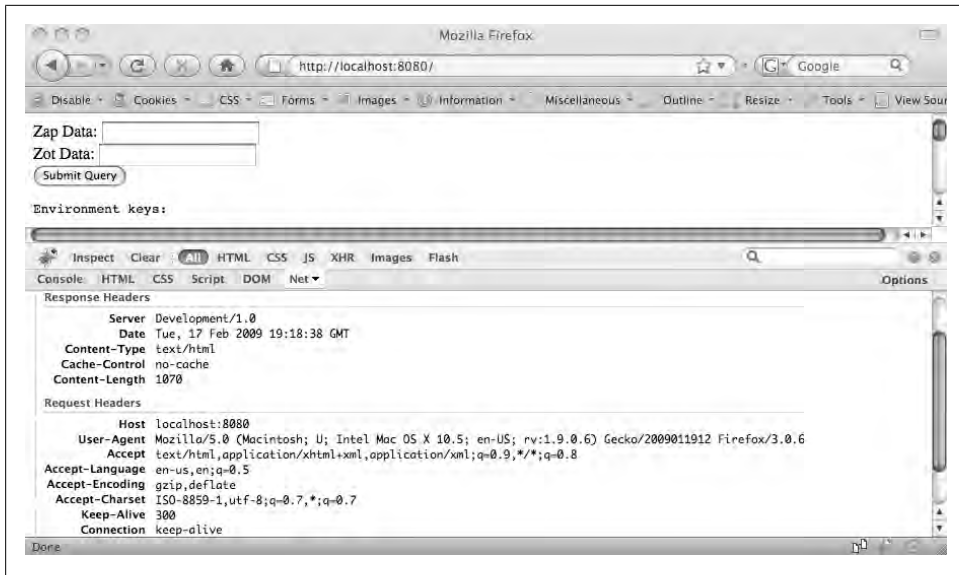 Mozilla Firefox
http://localhost:8080/
G Google
Disable Cookies CSS Forms Images Information Miscellaneous Outline Resize Tools View Sour
Zap Data:
Zot Data:
Submit Query
Environment keys:
Inspect Clear All HTML CSS JS XHR Images Flash
Console HTML CSS Script DOM Net Options
Response Headers
Server Development/1.0
Date Tue, 17 Feb 2009 19:18:38 GMT
Content-Type text/html
Cache-Control no-cache
Content-Length 1070
Request Headers
Host localhost:8080
User-Agent Mozilla/5.0 (Macintosh; U; Intel Mac OS X 10.5; en-US; rv:1.9.0.6) Gecko/2009011912 Firefox/3.0.6
Accept text/html,application/xhtml+xml,application/xml;q=0.9,*/*;q=0.8
Accept-Language en-us,en;q=0.5
Accept-Encoding gzip,deflate
Accept-Charset ISO-8859-1,utf-8;q=0.7,*;q=0.7
Keep-Alive 300
Connection keep-alive
Done